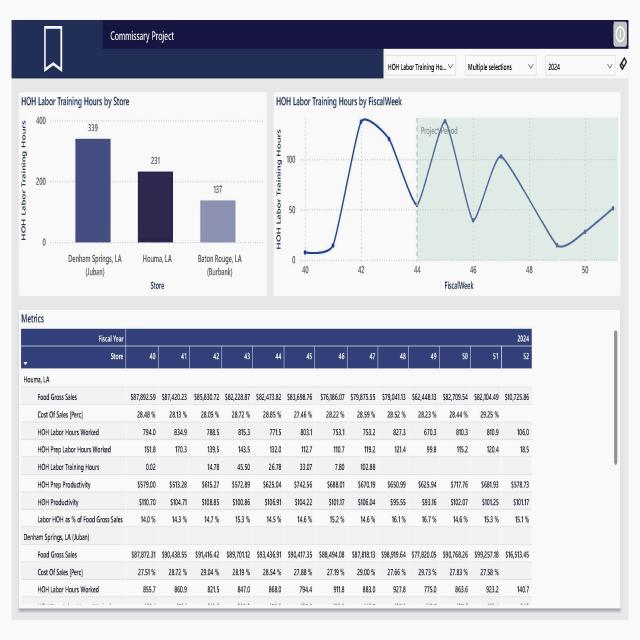 Commissary Project
HOH Labor Training Ho...
Multiple selections
2024
HOH Labor Training Hours by Store
HOH Labor Training Hours
400
200
0
339
231
137
Denham Springs, LA (Juban)
Houma, LA
Baton Rouge, LA (Burbank)
Store
HOH Labor Training Hours by FiscalWeek
HOH Labor Training Hours
100
50
0
Project Period
40 42 44 46 48 50
FiscalWeek
Metrics
Fiscal Year 2024
Store 40 41 42 43 44 45 46 47 48 49 50 51 52
Houma, LA
Food Gross Sales $87,892.59 $87,420.23 $85,830.72 $82,228.87 $82,473.82 $83,698.76 $76,186.07 $79,875.55 $79,041.13 $62,448.13 $82,709.54 $82,104.49 $10,725.86
Cost Of Sales [Perc] 28.48 % 28.13 % 28.05 % 28.72 % 28.85 % 27.46 % 28.22 % 28.59 % 28.52 % 28.23 % 28.44 % 29.25 %
HOH Labor Hours Worked 794.0 834.9 788.5 815.3 771.5 803.1 753.1 753.2 827.3 670.3 810.3 810.9 106.0
HOH Prep Labor Hours Worked 151.8 170.3 139.5 143.5 132.0 112.7 110.7 119.2 121.4 99.8 115.2 120.4 18.5
HOH Labor Training Hours 0.02 14.78 45.50 26.78 33.07 7.80 102.88
HOH Prep Productivity $579.00 $513.28 $615.27 $572.89 $625.04 $742.56 $688.01 $670.19 $650.99 $625.94 $717.76 $681.93 $578.73
HOH Productivity $110.70 $104.71 $108.85 $100.86 $106.91 $104.22 $101.17 $106.04 $95.55 $93.16 $102.07 $101.25 $101.17
Labor HOH as % of Food Gross Sales 14.0 % 14.3 % 14.7 % 15.3 % 14.5 % 14.6 % 15.2 % 14.6 % 16.1 % 16.7 % 14.6 % 15.3 % 15.1 %
Denham Springs, LA (Juban)
Food Gross Sales $87,872.31 $90,438.55 $91,416.42 $89,701.12 $93,436.91 $90,417.35 $88,494.08 $87,818.13 $98,919.64 $77,820.05 $90,768.26 $99,257.18 $16,513.45
Cost Of Sales [Perc] 27.51 % 28.72 % 29.04 % 28.19 % 28.54 % 27.88 % 27.19 % 29.00 % 27.66 % 29.73 % 27.83 % 27.58 %
HOH Labor Hours Worked 855.7 860.9 821.5 847.0 868.0 794.4 911.8 883.0 927.8 775.0 863.6 923.2 140.7